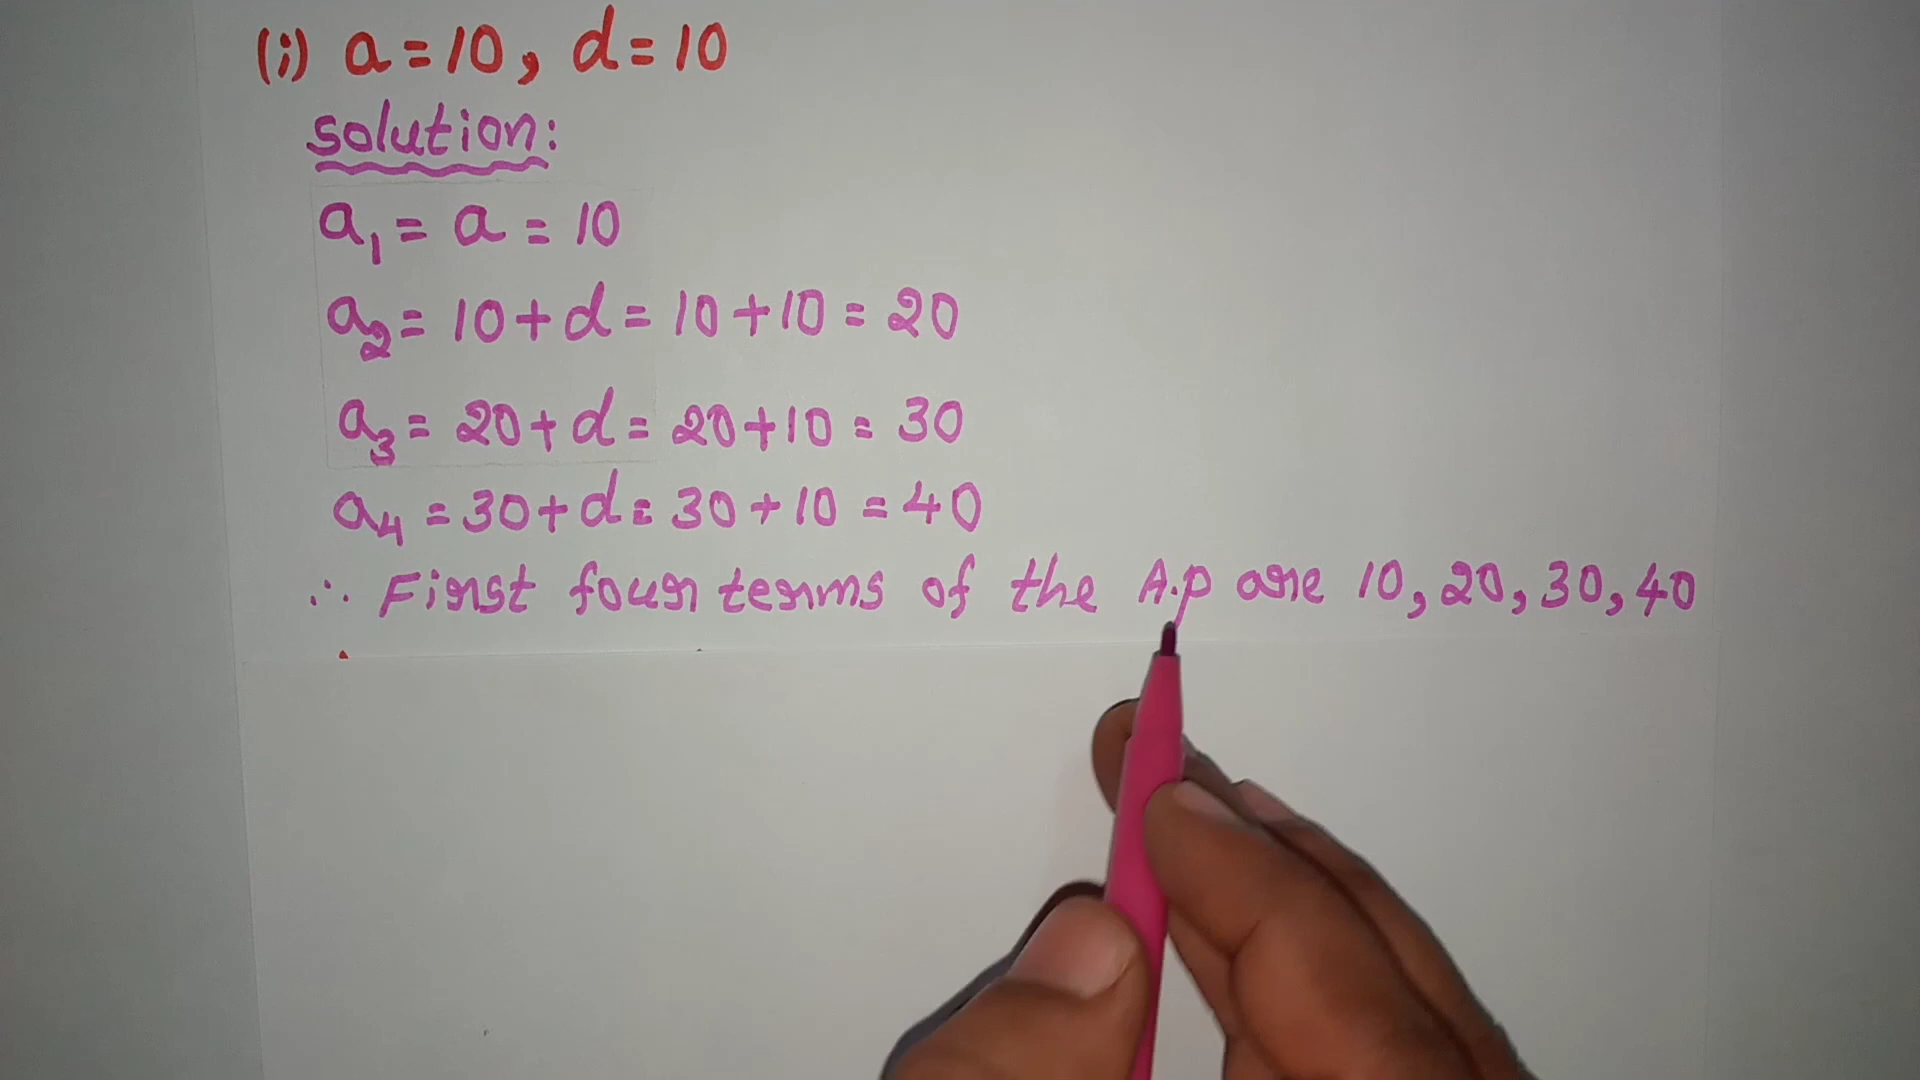 (i) a=10, d=10
Solution:
a₁ = a = 10
a₂ = 10+d = 10+10 = 20
a₃ = 20+d = 20+10 = 30
a₄ = 30+d = 30+10 = 40
∴ First four terms of the A.P are 10, 20, 30, 40